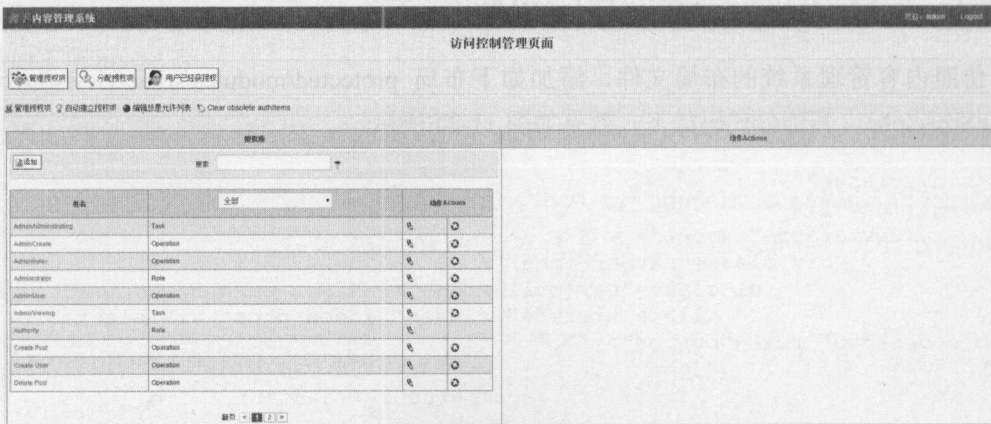 内容管理系统
Logout
访问控制管理页面
管理授权项 分配授权项 用户已经获授权
管理授权项 自动建立授权项 编辑总是允许列表 Clear obsolete authItems
授权项 动作Actions
添加 搜索
姓名 全部 动作Actions
AdminAdministrating Task
AdminCreate Operation
AdminIndex Operation
Administrator Role
AdminUser Operation
AdminViewing Task
Authority Role
Create Post Operation
Create User Operation
Delete Post Operation
翻页: < 1 2 >